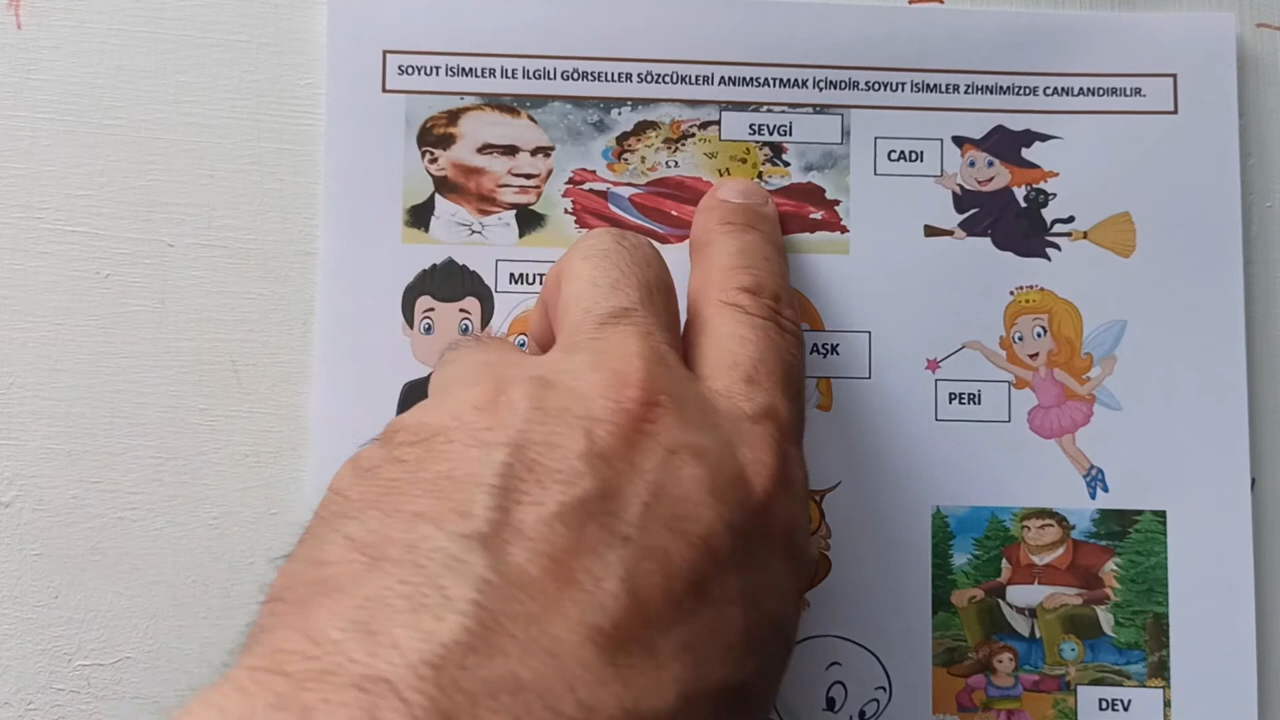 SOYUT İSİMLER İLE İLGİLİ GÖRSELLER SÖZCÜKLERİ ANIMSATMAK İÇİNDİR.SOYUT İSİMLER ZİHNİMİZDE CANLANDIRILIR.
SEVGİ
CADI
Ω W И
MUT
AŞK
PERİ
DEV